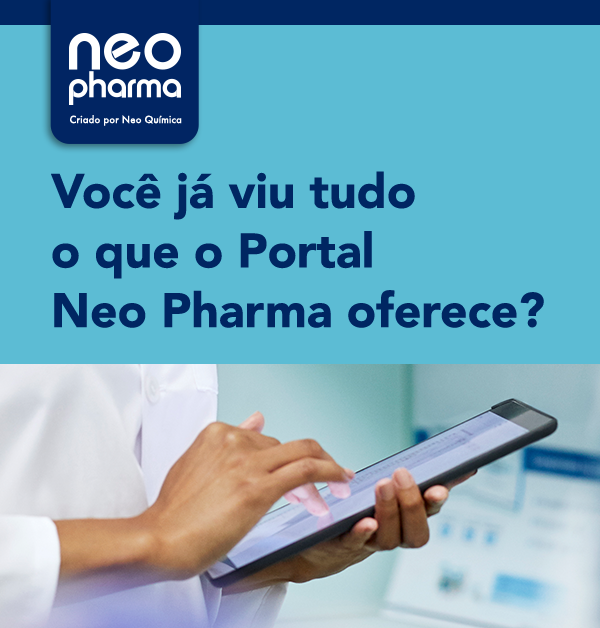 neo
pharma
Criado por Neo Química
Você já viu tudo
o que o Portal
Neo Pharma oferece?